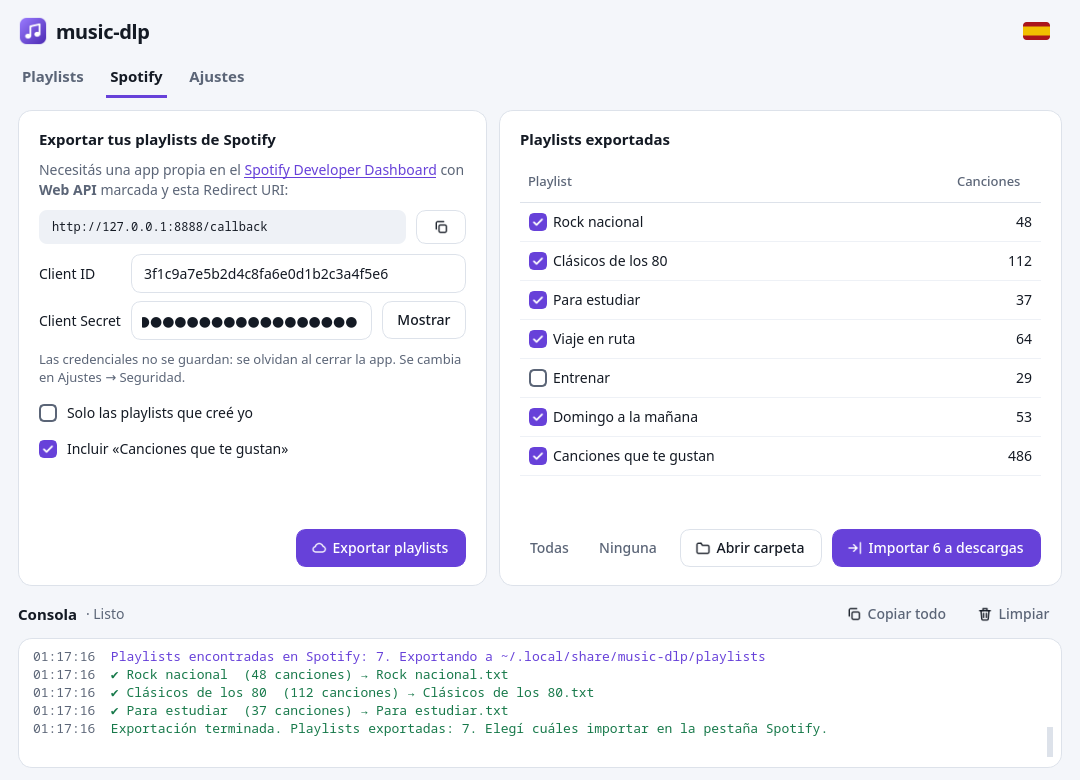 music-dlp
Playlists Spotify Ajustes
Exportar tus playlists de Spotify
Necesitás una app propia en el Spotify Developer Dashboard con
Web API marcada y esta Redirect URI:
http://127.0.0.1:8888/callback
Client ID 3f1c9a7e5b2d4c8fa6e0d1b2c3a4f5e6
Client Secret ●●●●●●●●●●●●●●●●●● Mostrar
Las credenciales no se guardan: se olvidan al cerrar la app. Se cambia
en Ajustes → Seguridad.
Solo las playlists que creé yo
Incluir «Canciones que te gustan»
Exportar playlists
Playlists exportadas
Playlist Canciones
Rock nacional 48
Clásicos de los 80 112
Para estudiar 37
Viaje en ruta 64
Entrenar 29
Domingo a la mañana 53
Canciones que te gustan 486
Todas Ninguna Abrir carpeta Importar 6 a descargas
Consola · Listo Copiar todo Limpiar
01:17:16 Playlists encontradas en Spotify: 7. Exportando a ~/.local/share/music-dlp/playlists
01:17:16 ✔ Rock nacional (48 canciones) → Rock nacional.txt
01:17:16 ✔ Clásicos de los 80 (112 canciones) → Clásicos de los 80.txt
01:17:16 ✔ Para estudiar (37 canciones) → Para estudiar.txt
01:17:16 Exportación terminada. Playlists exportadas: 7. Elegí cuáles importar en la pestaña Spotify.